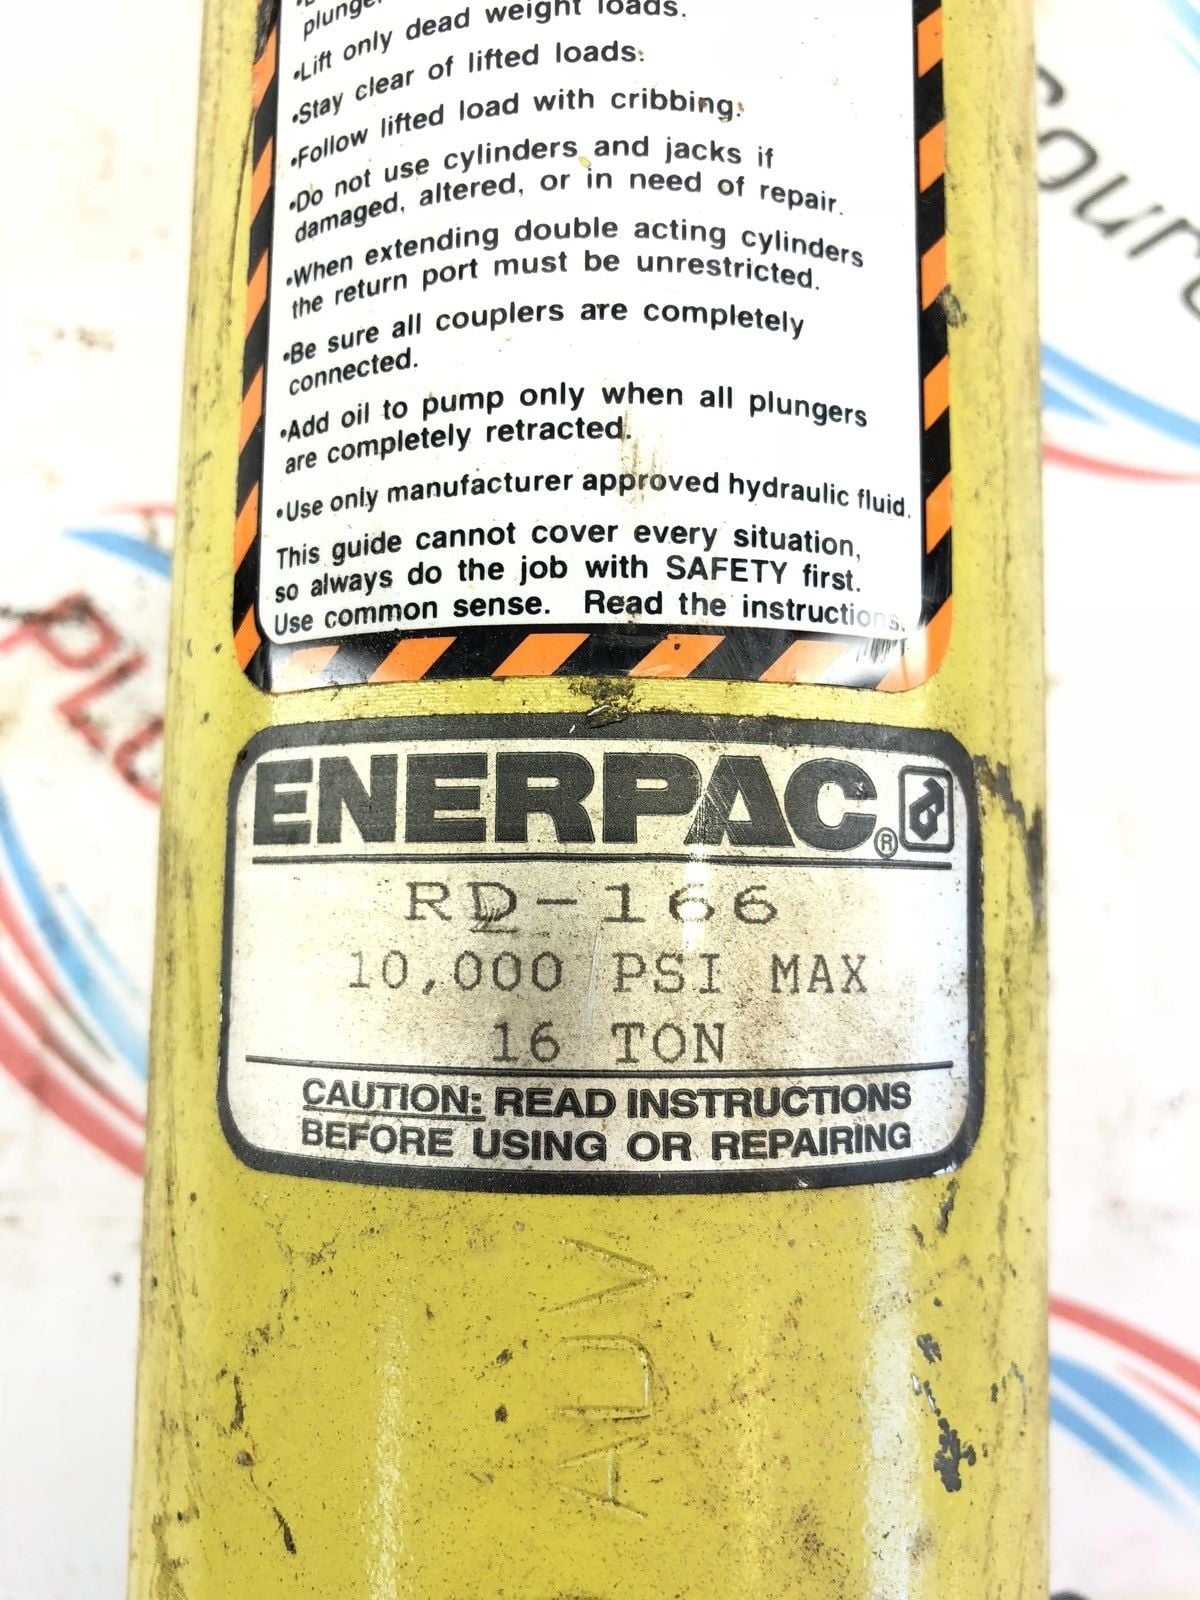 plunger
•Lift only dead weight loads.
•Stay clear of lifted loads.
•Follow lifted load with cribbing.
•Do not use cylinders and jacks if
damaged, altered, or in need of repair.
•When extending double acting cylinders
the return port must be unrestricted.
•Be sure all couplers are completely
connected.
•Add oil to pump only when all plungers
are completely retracted.
•Use only manufacturer approved hydraulic fluid.
This guide cannot cover every situation,
so always do the job with SAFETY first.
Use common sense. Read the instructions.
ENERPAC®
RD-166
10,000 PSI MAX
16 TON
CAUTION: READ INSTRUCTIONS
BEFORE USING OR REPAIRING
AUV